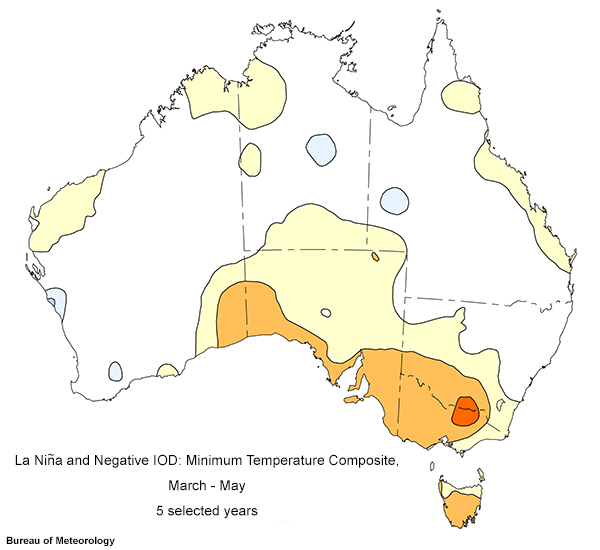 La Niña and Negative IOD: Minimum Temperature Composite,
March - May
5 selected years
Bureau of Meteorology